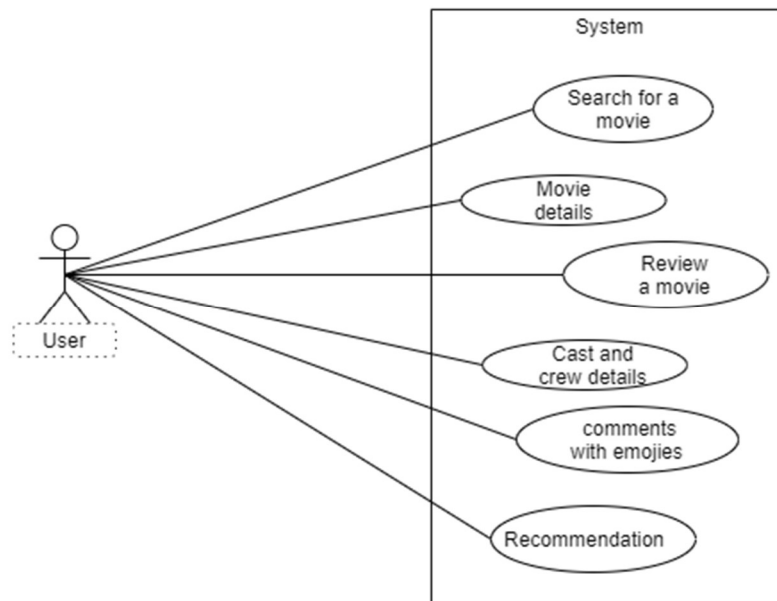 System
Search for a
movie
Movie
details
Review
a movie
User
Cast and
crew details
comments
with emojies
Recommendation